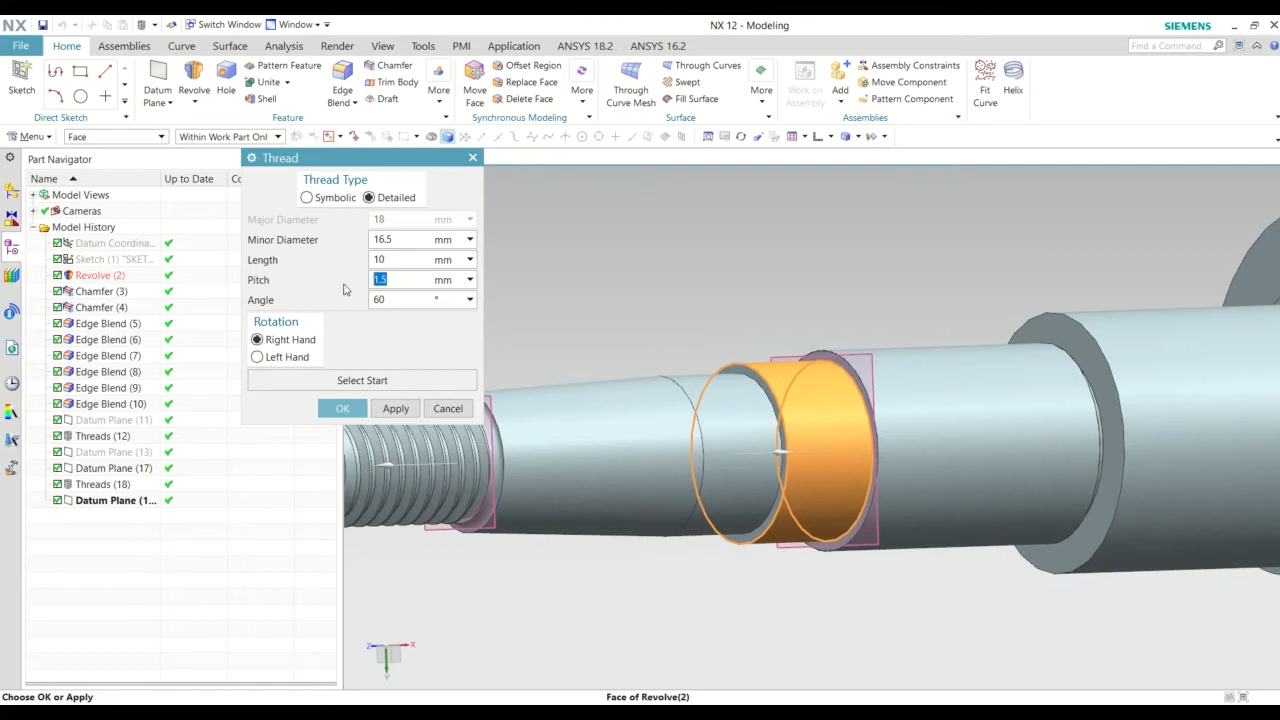 NX
Switch Window
Window
NX 12 - Modeling
SIEMENS
File
Home
Assemblies
Curve
Surface
Analysis
Render
View
Tools
PMI
Application
ANSYS 18.2
ANSYS 16.2
Find a Command
Sketch
Direct Sketch
Datum Plane
Revolve
Hole
Pattern Feature
Unite
Shell
Edge Blend
Chamfer
Trim Body
Draft
More
Feature
Move Face
Offset Region
Replace Face
Delete Face
More
Synchronous Modeling
Through Curve Mesh
Through Curves
Swept
Fill Surface
More
Surface
Work on Assembly
Add
Assembly Constraints
Move Component
Pattern Component
Assemblies
Fit Curve
Helix
Menu
Face
Within Work Part Onl
Part Navigator
Name
Up to Date
Co
Model Views
Cameras
Model History
Datum Coordina...
Sketch (1) "SKET...
Revolve (2)
Chamfer (3)
Chamfer (4)
Edge Blend (5)
Edge Blend (6)
Edge Blend (7)
Edge Blend (8)
Edge Blend (9)
Edge Blend (10)
Datum Plane (11)
Threads (12)
Datum Plane (13)
Datum Plane (17)
Threads (18)
Datum Plane (1...
Thread
Thread Type
Symbolic
Detailed
Major Diameter 18 mm
Minor Diameter 16.5 mm
Length 10 mm
Pitch 1.5 mm
Angle 60 °
Rotation
Right Hand
Left Hand
Select Start
OK
Apply
Cancel
Z
X
Y
Choose OK or Apply
Face of Revolve(2)